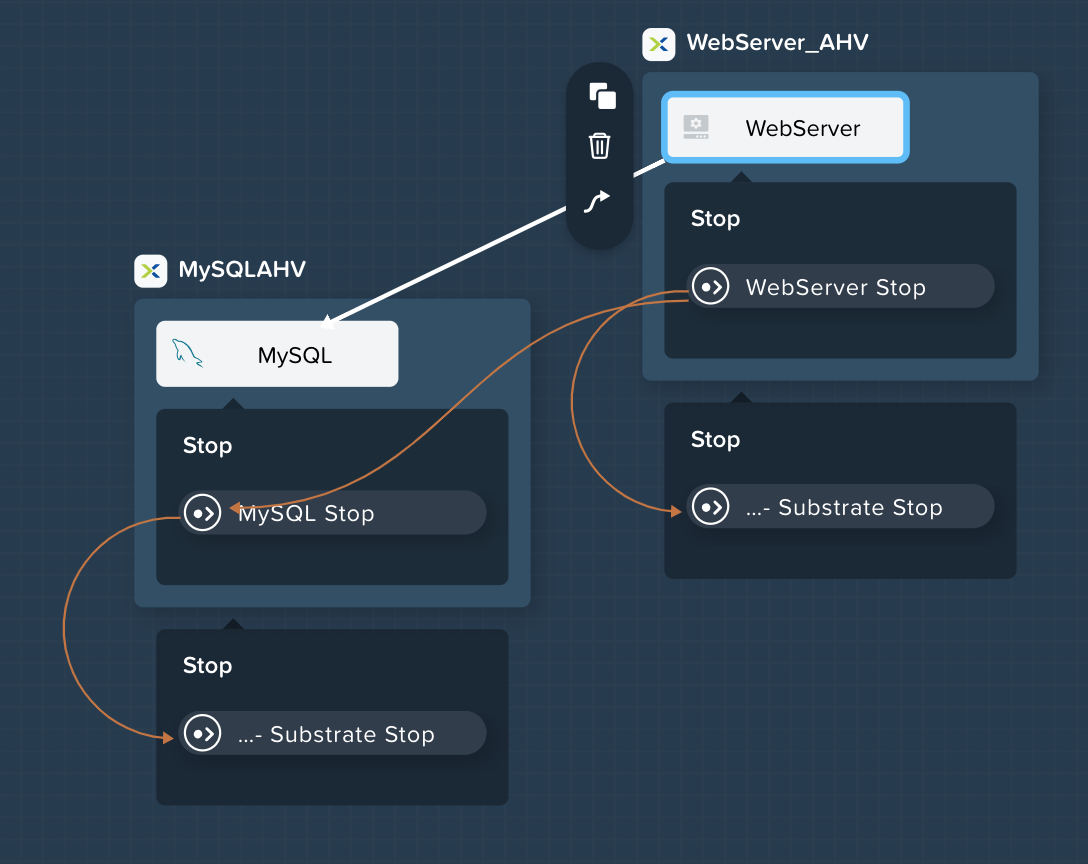 WebServer_AHV
WebServer
Stop
WebServer Stop
Stop
...- Substrate Stop
MySQLAHV
MySQL
Stop
MySQL Stop
Stop
...- Substrate Stop